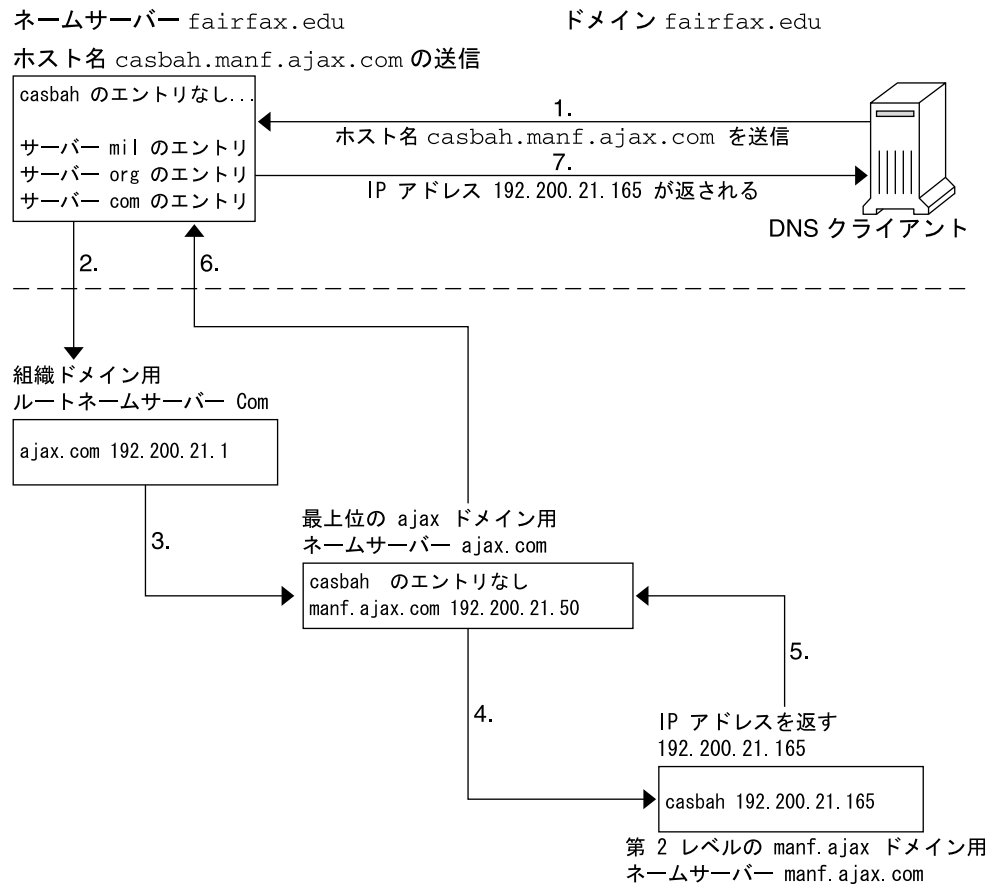 ネームサーバー fairfax.edu
ドメイン fairfax.edu
ホスト名 casbah.manf.ajax.com の送信
casbah のエントリなし...
サーバー mil のエントリ
サーバー org のエントリ
サーバー com のエントリ
1.
ホスト名 casbah.manf.ajax.com を送信
7.
IP アドレス 192.200.21.165 が返される
DNS クライアント
2.
6.
組織ドメイン用
ルートネームサーバー Com
ajax.com 192.200.21.1
3.
最上位の ajax ドメイン用
ネームサーバー ajax.com
casbah のエントリなし
manf.ajax.com 192.200.21.50
4.
5.
IP アドレスを返す
192.200.21.165
casbah 192.200.21.165
第 2 レベルの manf.ajax ドメイン用
ネームサーバー manf.ajax.com